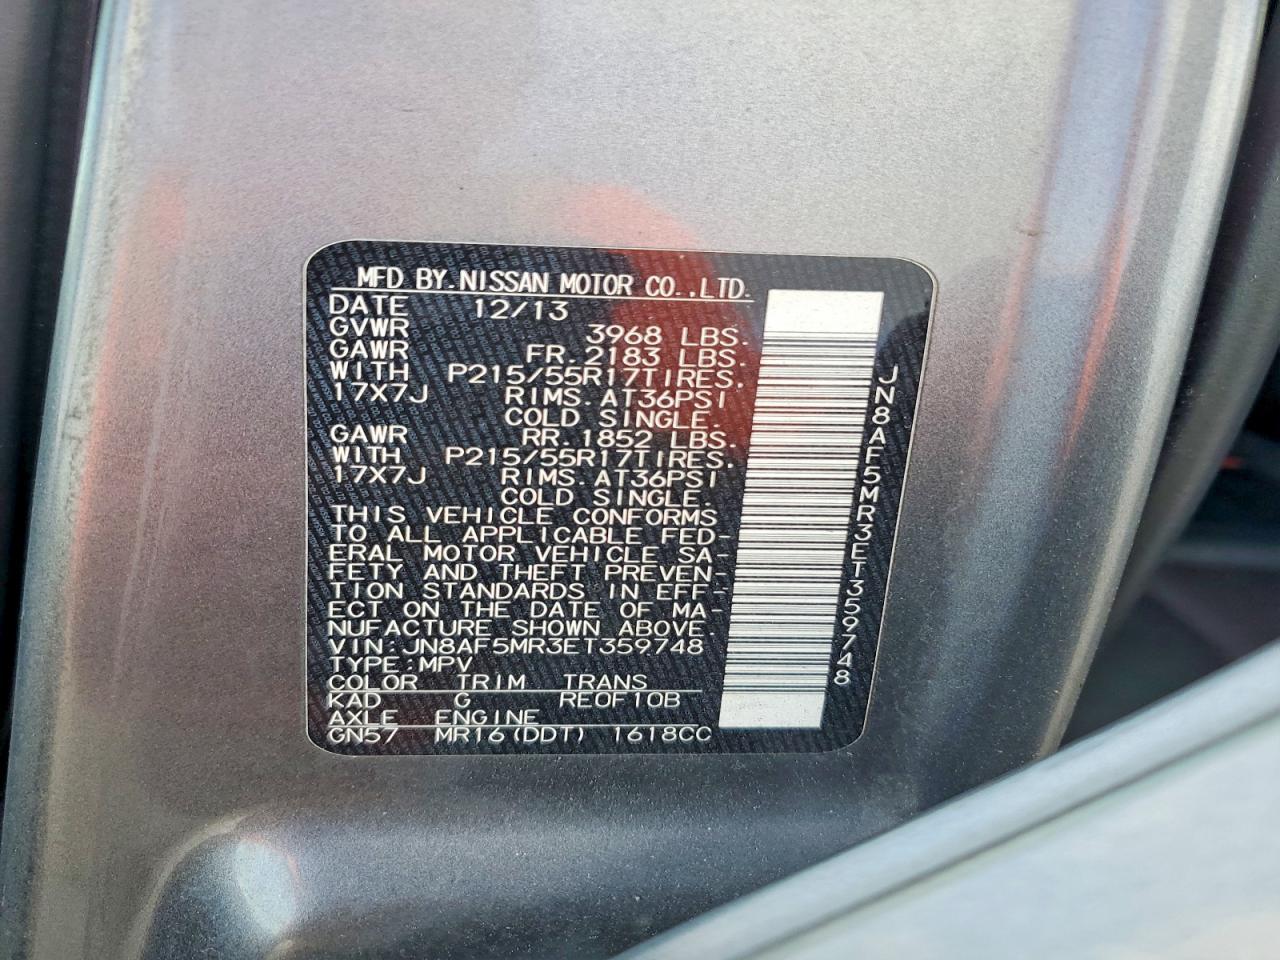 MFD BY.NISSAN MOTOR CO.,LTD.
DATE 12/13
GVWR 3968 LBS.
GAWR FR.2183 LBS.
WITH P215/55R17TIRES.
17X7J RIMS.AT36PSI
COLD SINGLE.
GAWR RR.1852 LBS.
WITH P215/55R17TIRES.
17X7J RIMS.AT36PSI
COLD SINGLE.
THIS VEHICLE CONFORMS
TO ALL APPLICABLE FED-
ERAL MOTOR VEHICLE SA-
FETY AND THEFT PREVEN-
TION STANDARDS IN EFF-
ECT ON THE DATE OF MA-
NUFACTURE SHOWN ABOVE.
VIN:JN8AF5MR3ET359748
TYPE:MPV
COLOR TRIM TRANS
KAD G RE0F10B
AXLE ENGINE
GN57 MR16(DDT) 1618CC
JN8AF5MR3ET359748